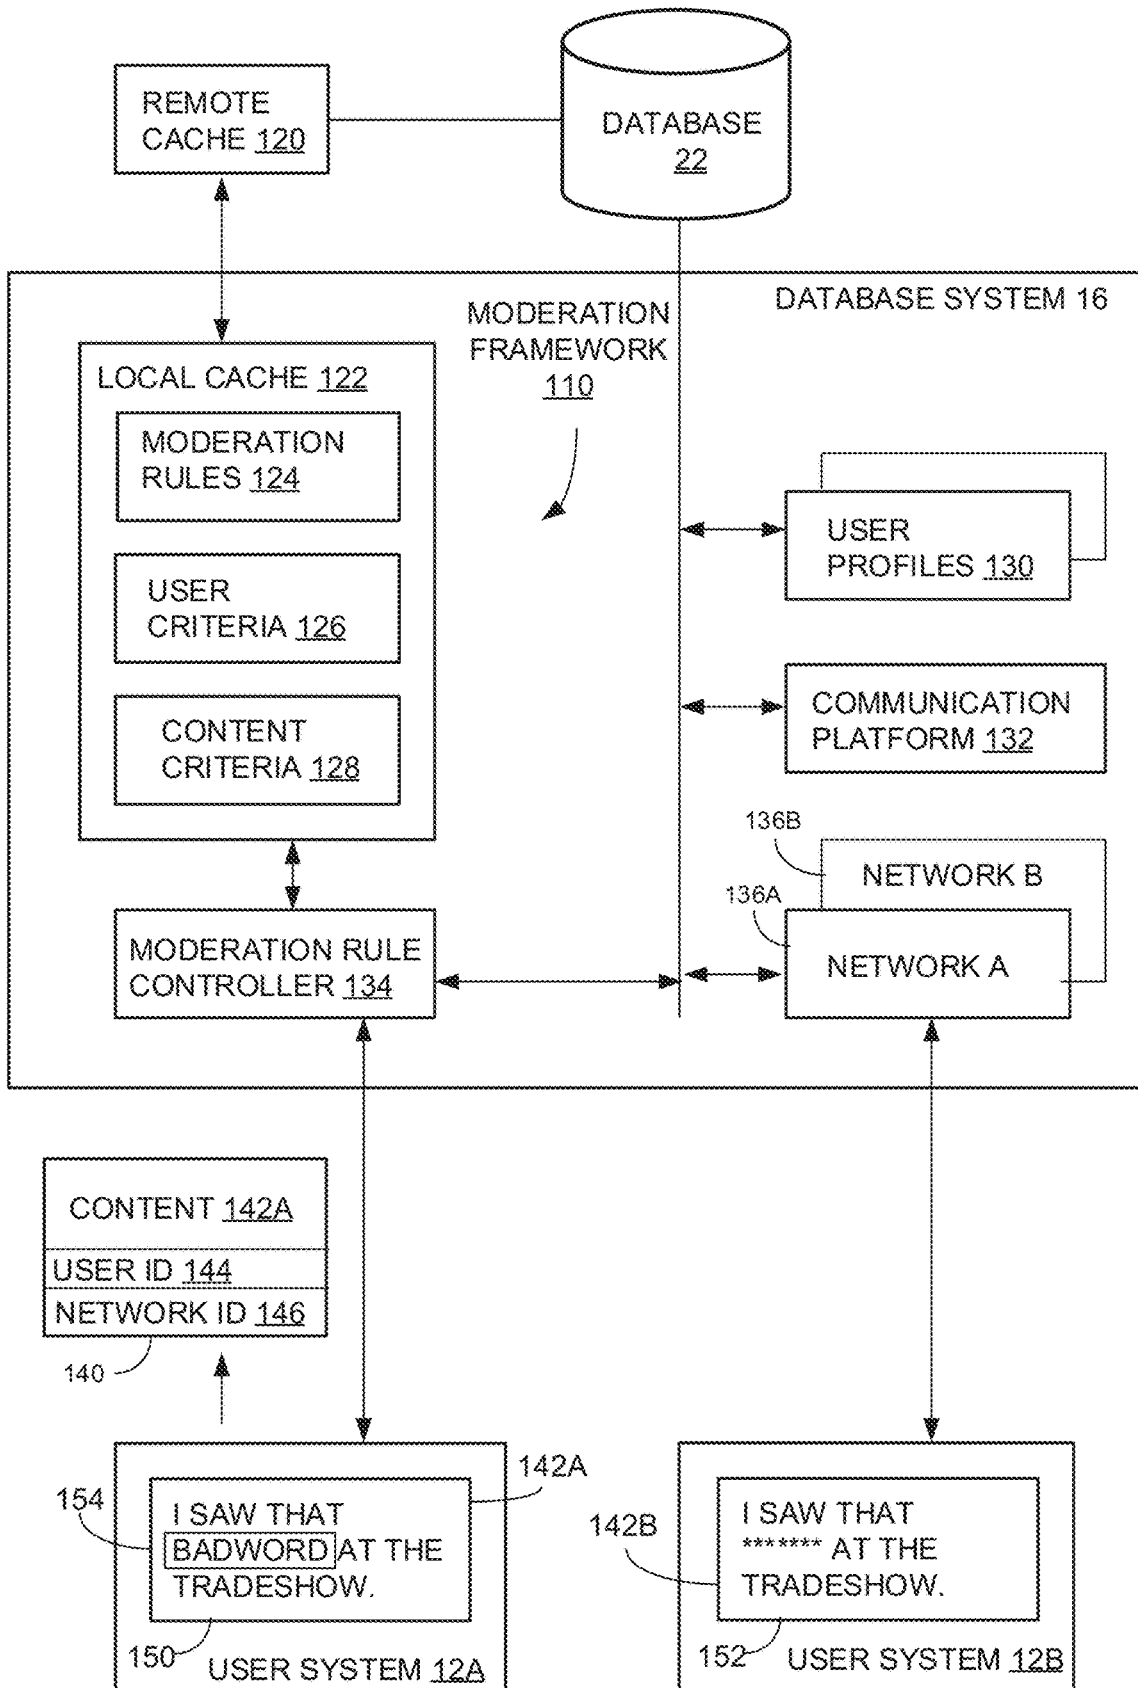 REMOTE
CACHE 120
DATABASE
22
DATABASE SYSTEM 16
MODERATION
FRAMEWORK
110
LOCAL CACHE 122
MODERATION
RULES 124
USER
CRITERIA 126
CONTENT
CRITERIA 128
USER
PROFILES 130
COMMUNICATION
PLATFORM 132
136B
NETWORK B
136A
NETWORK A
MODERATION RULE
CONTROLLER 134
CONTENT 142A
USER ID 144
NETWORK ID 146
140
142A
154
I SAW THAT
BADWORD AT THE
TRADESHOW.
150
USER SYSTEM 12A
142B
I SAW THAT
******* AT THE
TRADESHOW.
152
USER SYSTEM 12B